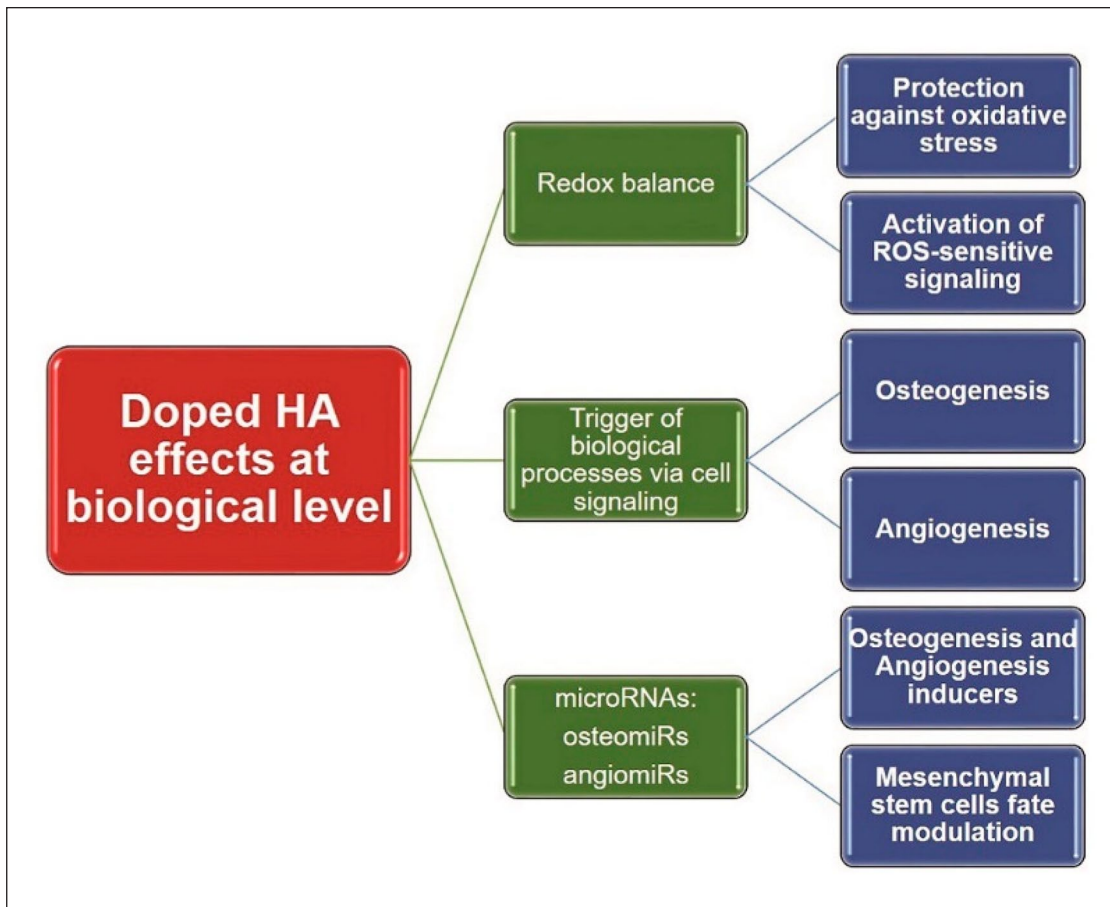 Doped HA
effects at
biological level
Redox balance
Protection
against oxidative
stress
Activation of
ROS-sensitive
signaling
Trigger of
biological
processes via cell
signaling
Osteogenesis
Angiogenesis
microRNAs:
osteomiRs
angiomiRs
Osteogenesis and
Angiogenesis
inducers
Mesenchymal
stem cells fate
modulation